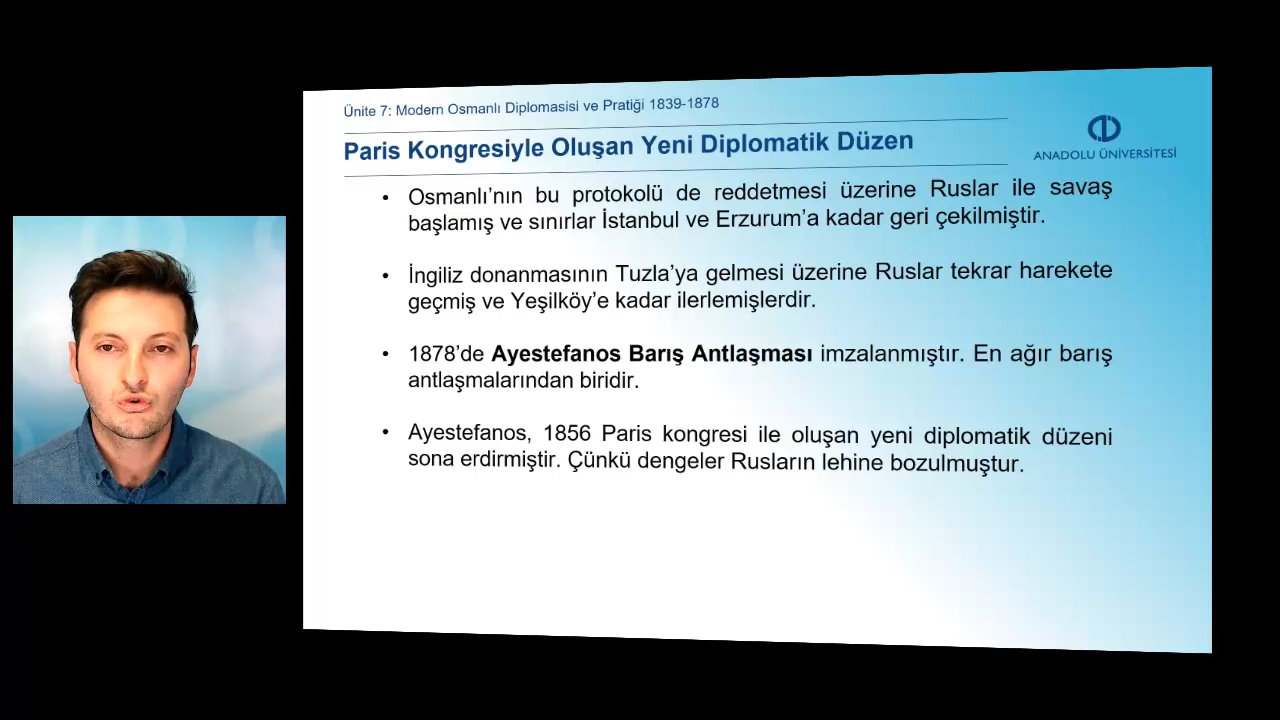 Ünite 7: Modern Osmanlı Diplomasisi ve Pratiği 1839-1878
Paris Kongresiyle Oluşan Yeni Diplomatik Düzen
ANADOLU ÜNİVERSİTESİ
• Osmanlı’nın bu protokolü de reddetmesi üzerine Ruslar ile savaş
başlamış ve sınırlar İstanbul ve Erzurum’a kadar geri çekilmiştir.
• İngiliz donanmasının Tuzla’ya gelmesi üzerine Ruslar tekrar harekete
geçmiş ve Yeşilköy’e kadar ilerlemişlerdir.
• 1878’de Ayestefanos Barış Antlaşması imzalanmıştır. En ağır barış
antlaşmalarından biridir.
• Ayestefanos, 1856 Paris kongresi ile oluşan yeni diplomatik düzeni
sona erdirmiştir. Çünkü dengeler Rusların lehine bozulmuştur.